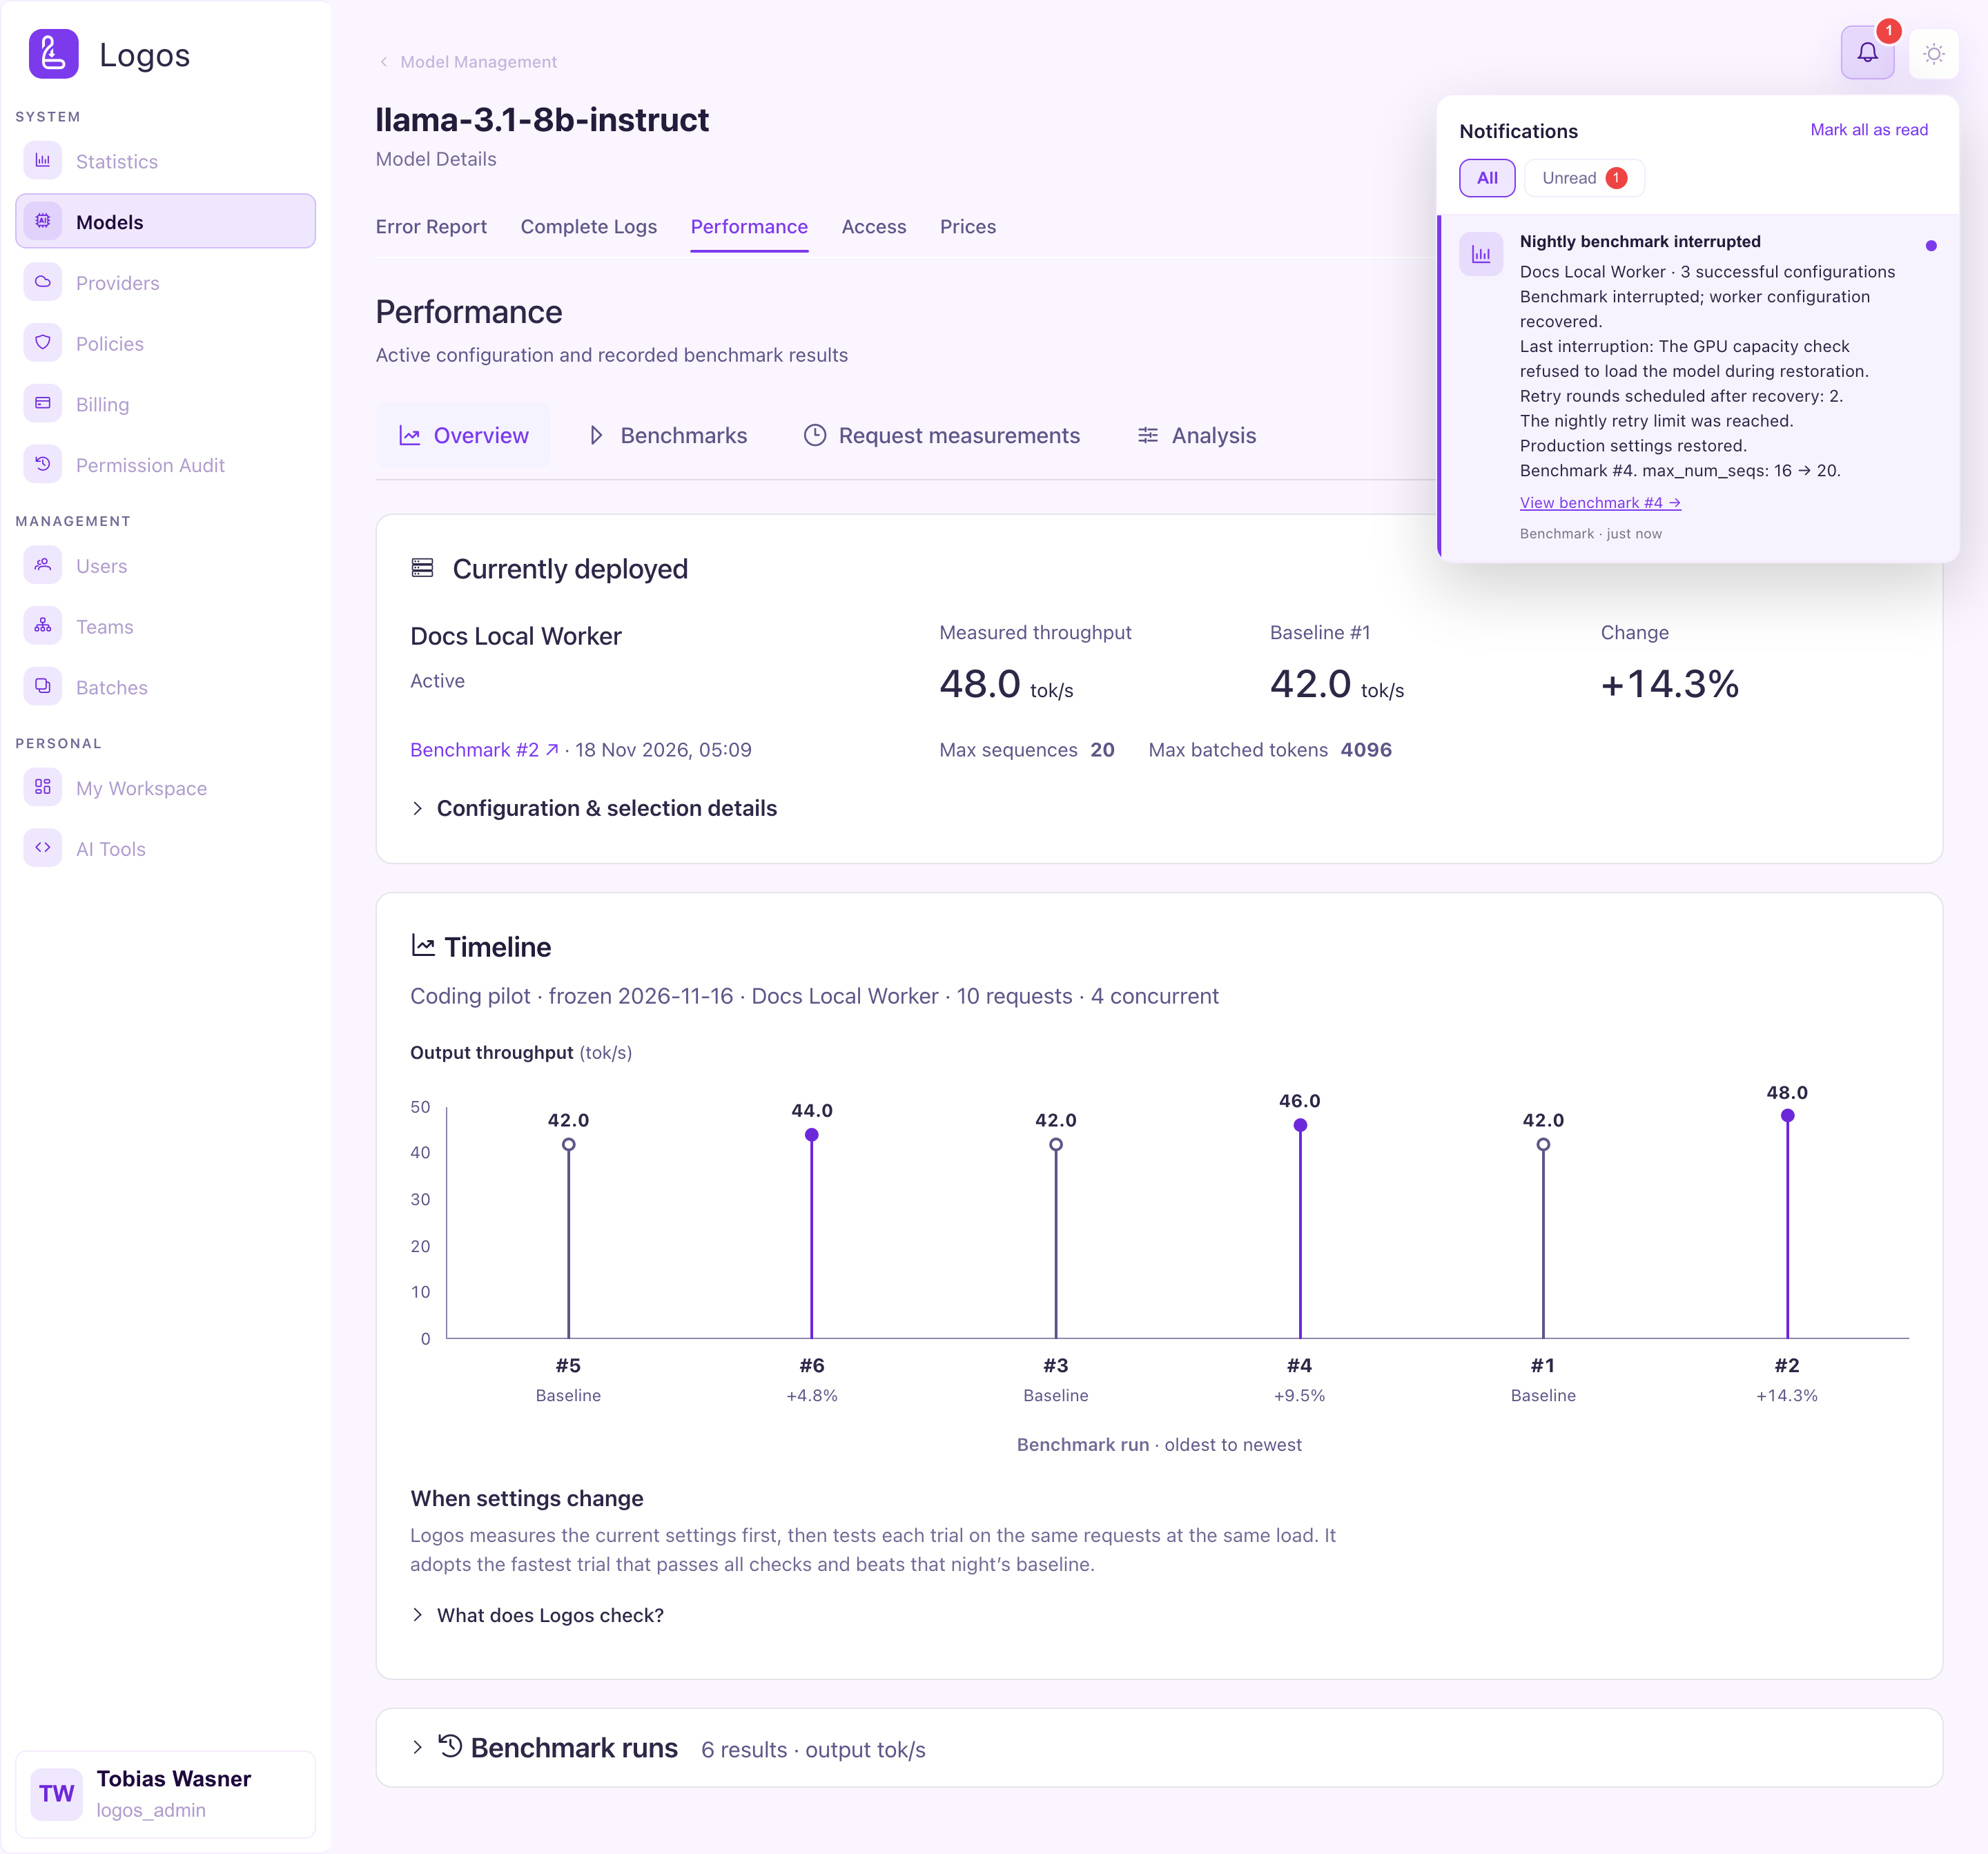 Logos
SYSTEM
Statistics
Models
Providers
Policies
Billing
Permission Audit
MANAGEMENT
Users
Teams
Batches
PERSONAL
My Workspace
AI Tools
TW
Tobias Wasner
logos_admin
Model Management
llama-3.1-8b-instruct
Model Details
Error Report
Complete Logs
Performance
Access
Prices
Performance
Active configuration and recorded benchmark results
Overview
Benchmarks
Request measurements
Analysis
1
Notifications
Mark all as read
All
Unread 1
Nightly benchmark interrupted
Docs Local Worker · 3 successful configurations
Benchmark interrupted; worker configuration
recovered.
Last interruption: The GPU capacity check
refused to load the model during restoration.
Retry rounds scheduled after recovery: 2.
The nightly retry limit was reached.
Production settings restored.
Benchmark #4. max_num_seqs: 16 → 20.
View benchmark #4 →
Benchmark · just now
Currently deployed
Docs Local Worker
Active
Measured throughput
48.0 tok/s
Baseline #1
42.0 tok/s
Change
+14.3%
Benchmark #2 ↗ · 18 Nov 2026, 05:09
Max sequences 20
Max batched tokens 4096
Configuration & selection details
Timeline
Coding pilot · frozen 2026-11-16 · Docs Local Worker · 10 requests · 4 concurrent
Output throughput (tok/s)
50
40
30
20
10
0
42.0
44.0
42.0
46.0
42.0
48.0
#5
#6
#3
#4
#1
#2
Baseline
+4.8%
Baseline
+9.5%
Baseline
+14.3%
Benchmark run · oldest to newest
When settings change
Logos measures the current settings first, then tests each trial on the same requests at the same load. It
adopts the fastest trial that passes all checks and beats that night’s baseline.
What does Logos check?
Benchmark runs 6 results · output tok/s